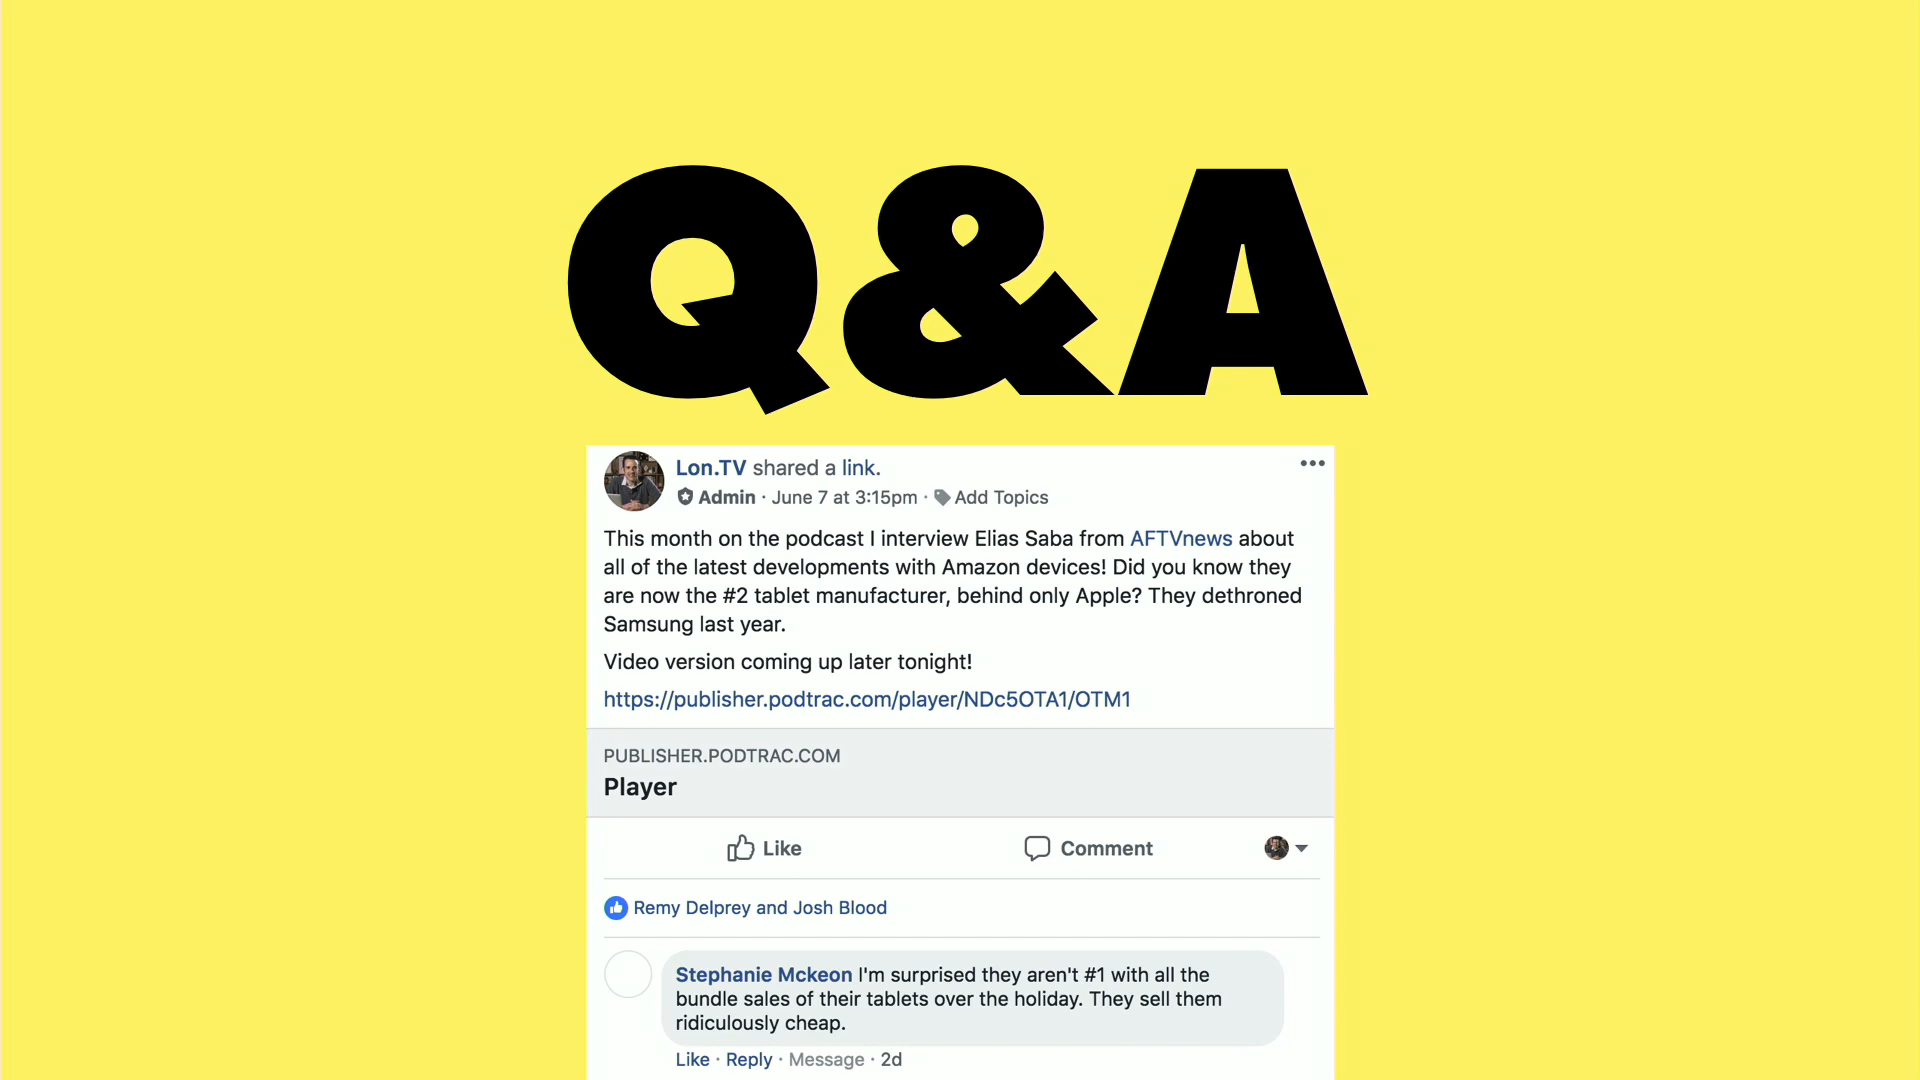 Q&A
Lon.TV shared a link.
Admin · June 7 at 3:15pm · Add Topics
This month on the podcast I interview Elias Saba from AFTVnews about
all of the latest developments with Amazon devices! Did you know they
are now the #2 tablet manufacturer, behind only Apple? They dethroned
Samsung last year.
Video version coming up later tonight!
https://publisher.podtrac.com/player/NDc5OTA1/OTM1
PUBLISHER.PODTRAC.COM
Player
Like Comment
Remy Delprey and Josh Blood
Stephanie Mckeon I'm surprised they aren't #1 with all the
bundle sales of their tablets over the holiday. They sell them
ridiculously cheap.
Like · Reply · Message · 2d